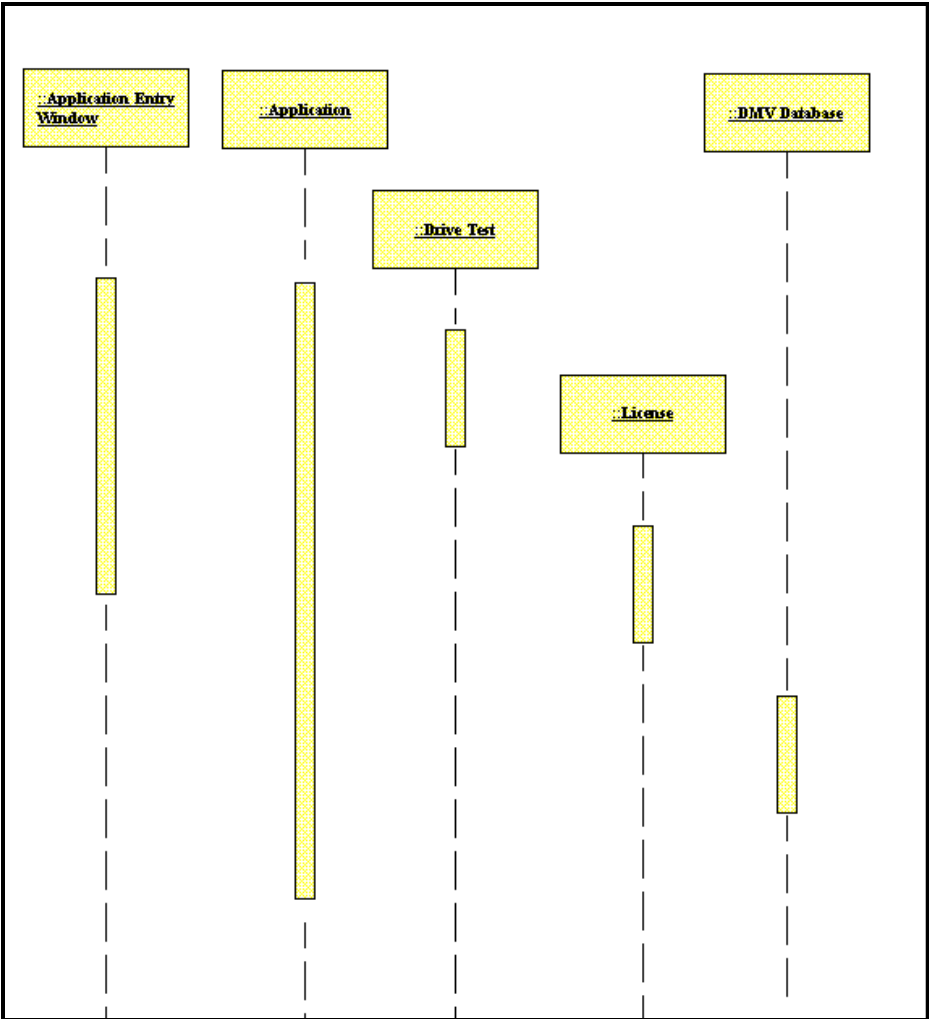 ::Application Entry
Window
::Application
::DMV Database
::Drive Test
::License